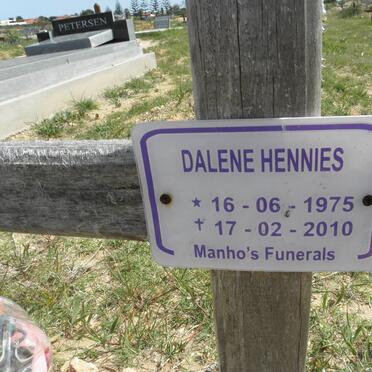 PETERSEN
DALENE HENNIES
* 16 - 06 - 1975
✝ 17 - 02 - 2010
Manho's Funerals